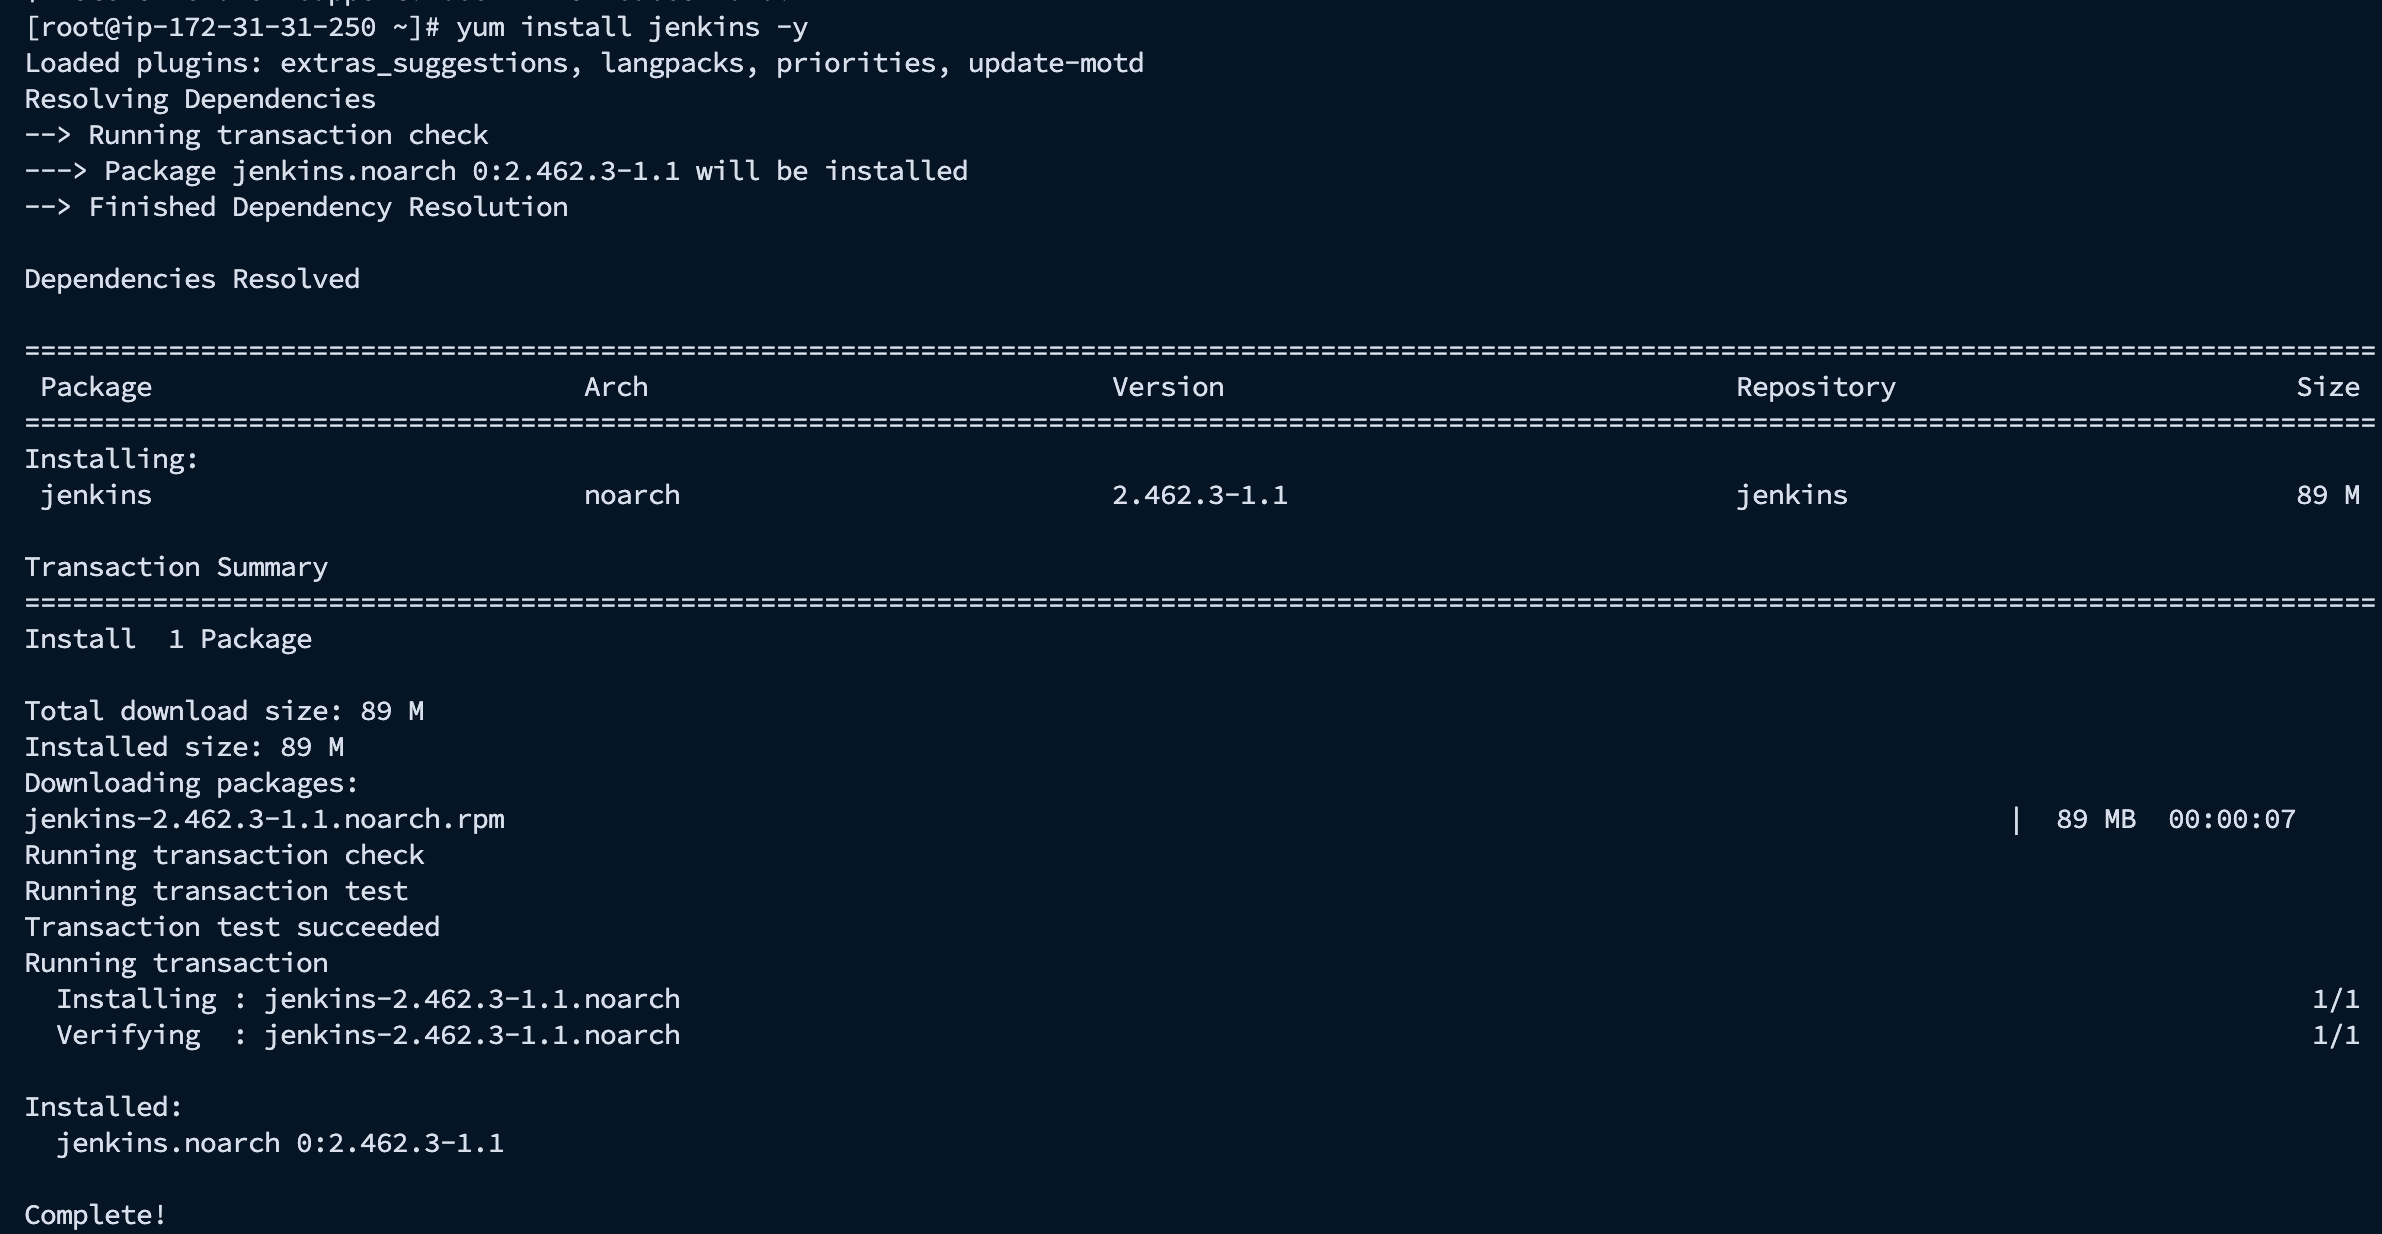 [root@ip-172-31-31-250 ~]# yum install jenkins -y
Loaded plugins: extras_suggestions, langpacks, priorities, update-motd
Resolving Dependencies
--> Running transaction check
---> Package jenkins.noarch 0:2.462.3-1.1 will be installed
--> Finished Dependency Resolution

Dependencies Resolved

===================================================================================================================================================
 Package                          Arch                             Version                                Repository                         Size
===================================================================================================================================================
Installing:
 jenkins                          noarch                           2.462.3-1.1                            jenkins                            89 M

Transaction Summary
===================================================================================================================================================
Install  1 Package

Total download size: 89 M
Installed size: 89 M
Downloading packages:
jenkins-2.462.3-1.1.noarch.rpm                                                                                              |  89 MB  00:00:07
Running transaction check
Running transaction test
Transaction test succeeded
Running transaction
  Installing : jenkins-2.462.3-1.1.noarch                                                                                                      1/1
  Verifying  : jenkins-2.462.3-1.1.noarch                                                                                                      1/1

Installed:
  jenkins.noarch 0:2.462.3-1.1

Complete!